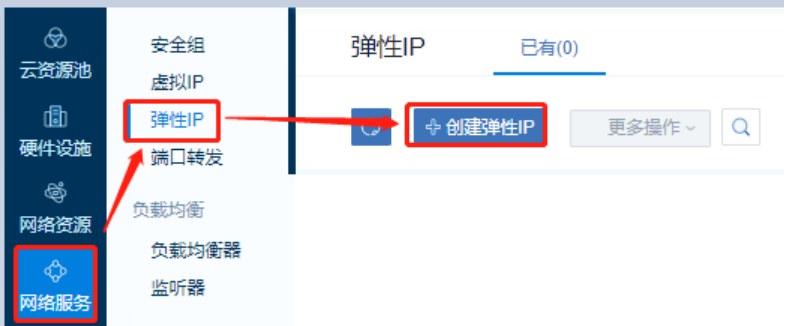 云资源池
硬件设施
网络资源
网络服务
安全组
虚拟IP
弹性IP
端口转发
负载均衡
负载均衡器
监听器
弹性IP
已有(0)
创建弹性IP
更多操作